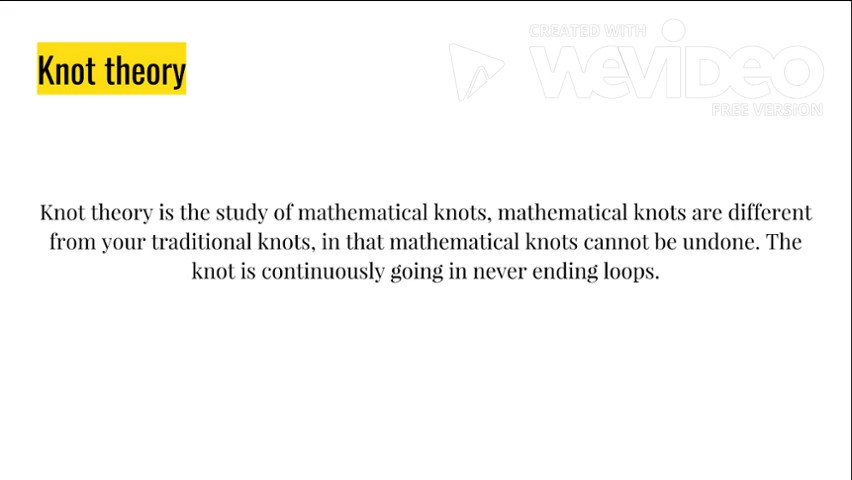 CREATED WITH
WEVIDEO
FREE VERSION
Knot theory
Knot theory is the study of mathematical knots, mathematical knots are different
from your traditional knots, in that mathematical knots cannot be undone. The
knot is continuously going in never ending loops.